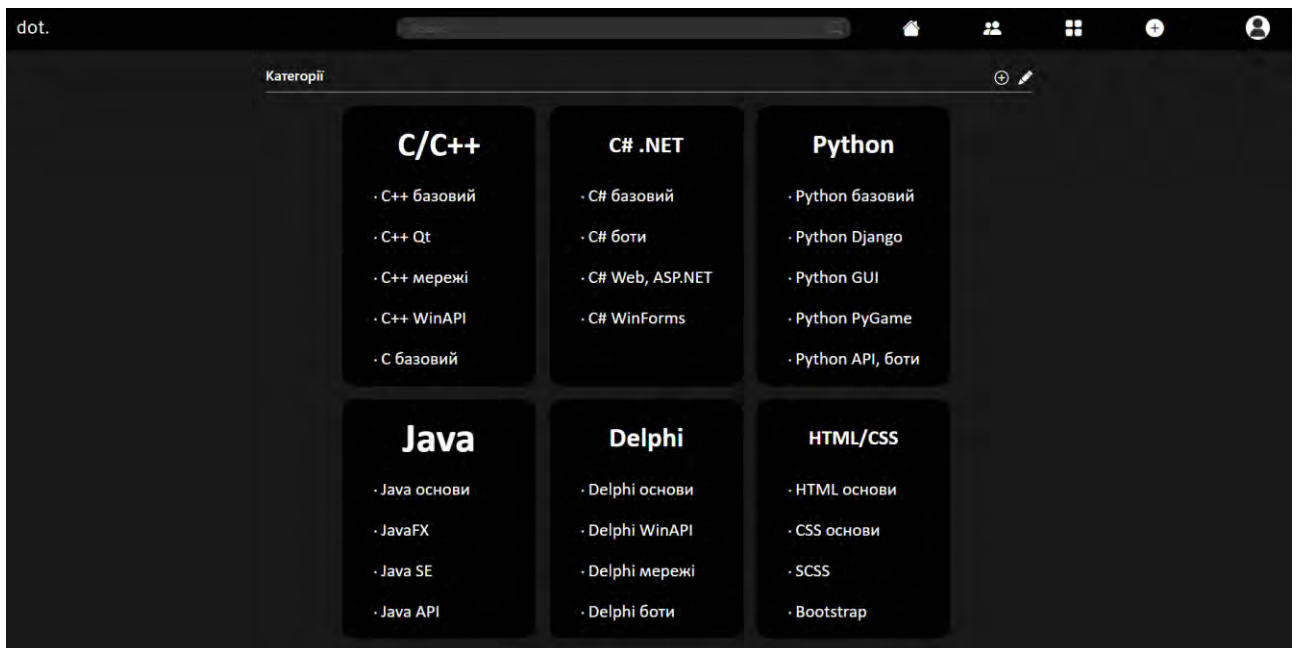 dot.
Категорії
C/C++
· C++ базовий
· C++ Qt
· C++ мережі
· C++ WinAPI
· C базовий
C# .NET
· C# базовий
· C# боти
· C# Web, ASP.NET
· C# WinForms
Python
· Python базовий
· Python Django
· Python GUI
· Python PyGame
· Python API, боти
Java
· Java основи
· JavaFX
· Java SE
· Java API
Delphi
· Delphi основи
· Delphi WinAPI
· Delphi мережі
· Delphi боти
HTML/CSS
· HTML основи
· CSS основи
· SCSS
· Bootstrap